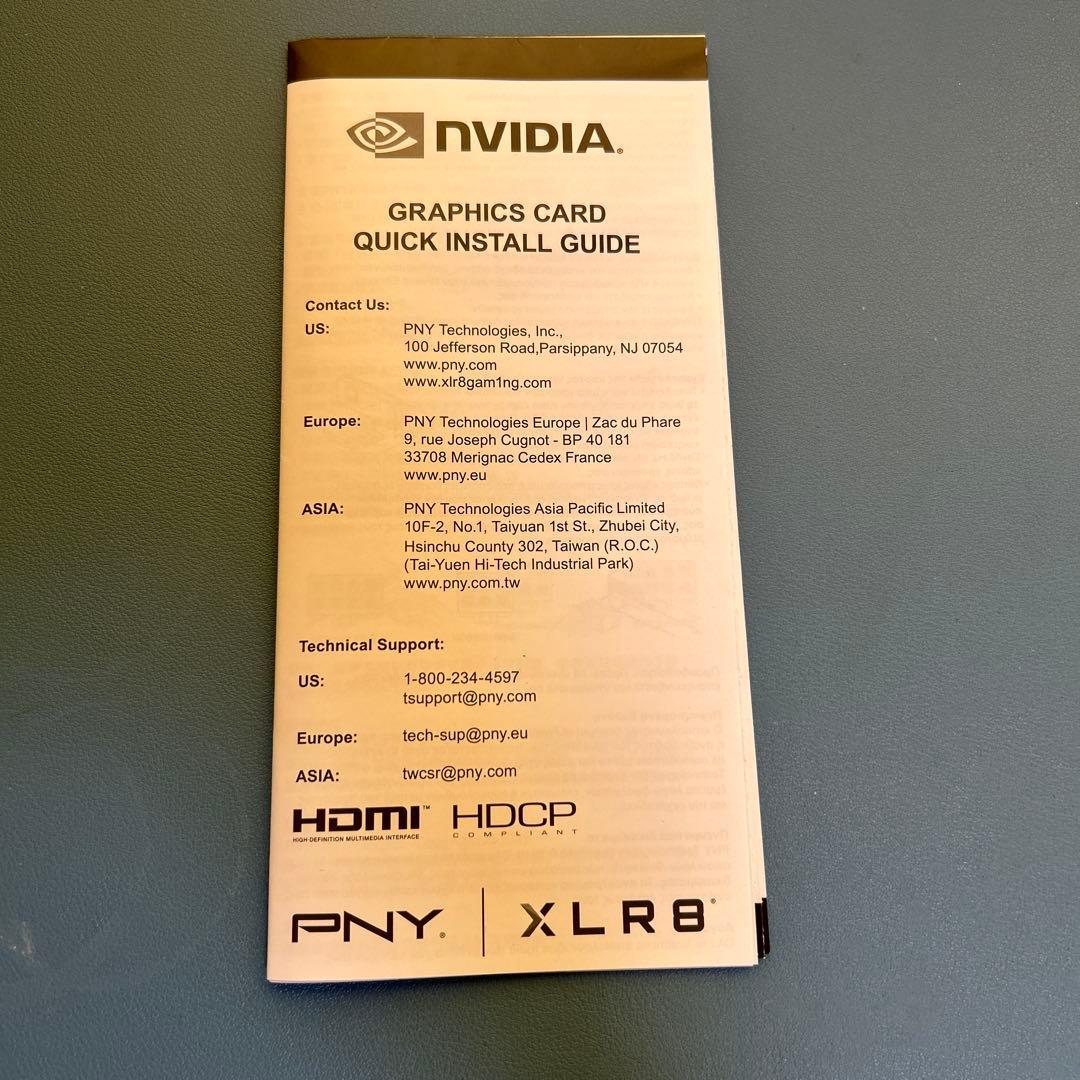 NVIDIA.
GRAPHICS CARD
QUICK INSTALL GUIDE
Contact Us:
US: PNY Technologies, Inc.,
100 Jefferson Road,Parsippany, NJ 07054
www.pny.com
www.xlr8gam1ng.com
Europe: PNY Technologies Europe | Zac du Phare
9, rue Joseph Cugnot - BP 40 181
33708 Merignac Cedex France
www.pny.eu
ASIA: PNY Technologies Asia Pacific Limited
10F-2, No.1, Taiyuan 1st St., Zhubei City,
Hsinchu County 302, Taiwan (R.O.C.)
(Tai-Yuen Hi-Tech Industrial Park)
www.pny.com.tw
Technical Support:
US: 1-800-234-4597
tsupport@pny.com
Europe: tech-sup@pny.eu
ASIA: twcsr@pny.com
HDMI™ HDCP
HIGH-DEFINITION MULTIMEDIA INTERFACE COMPLIANT
PNY® | XLR8®